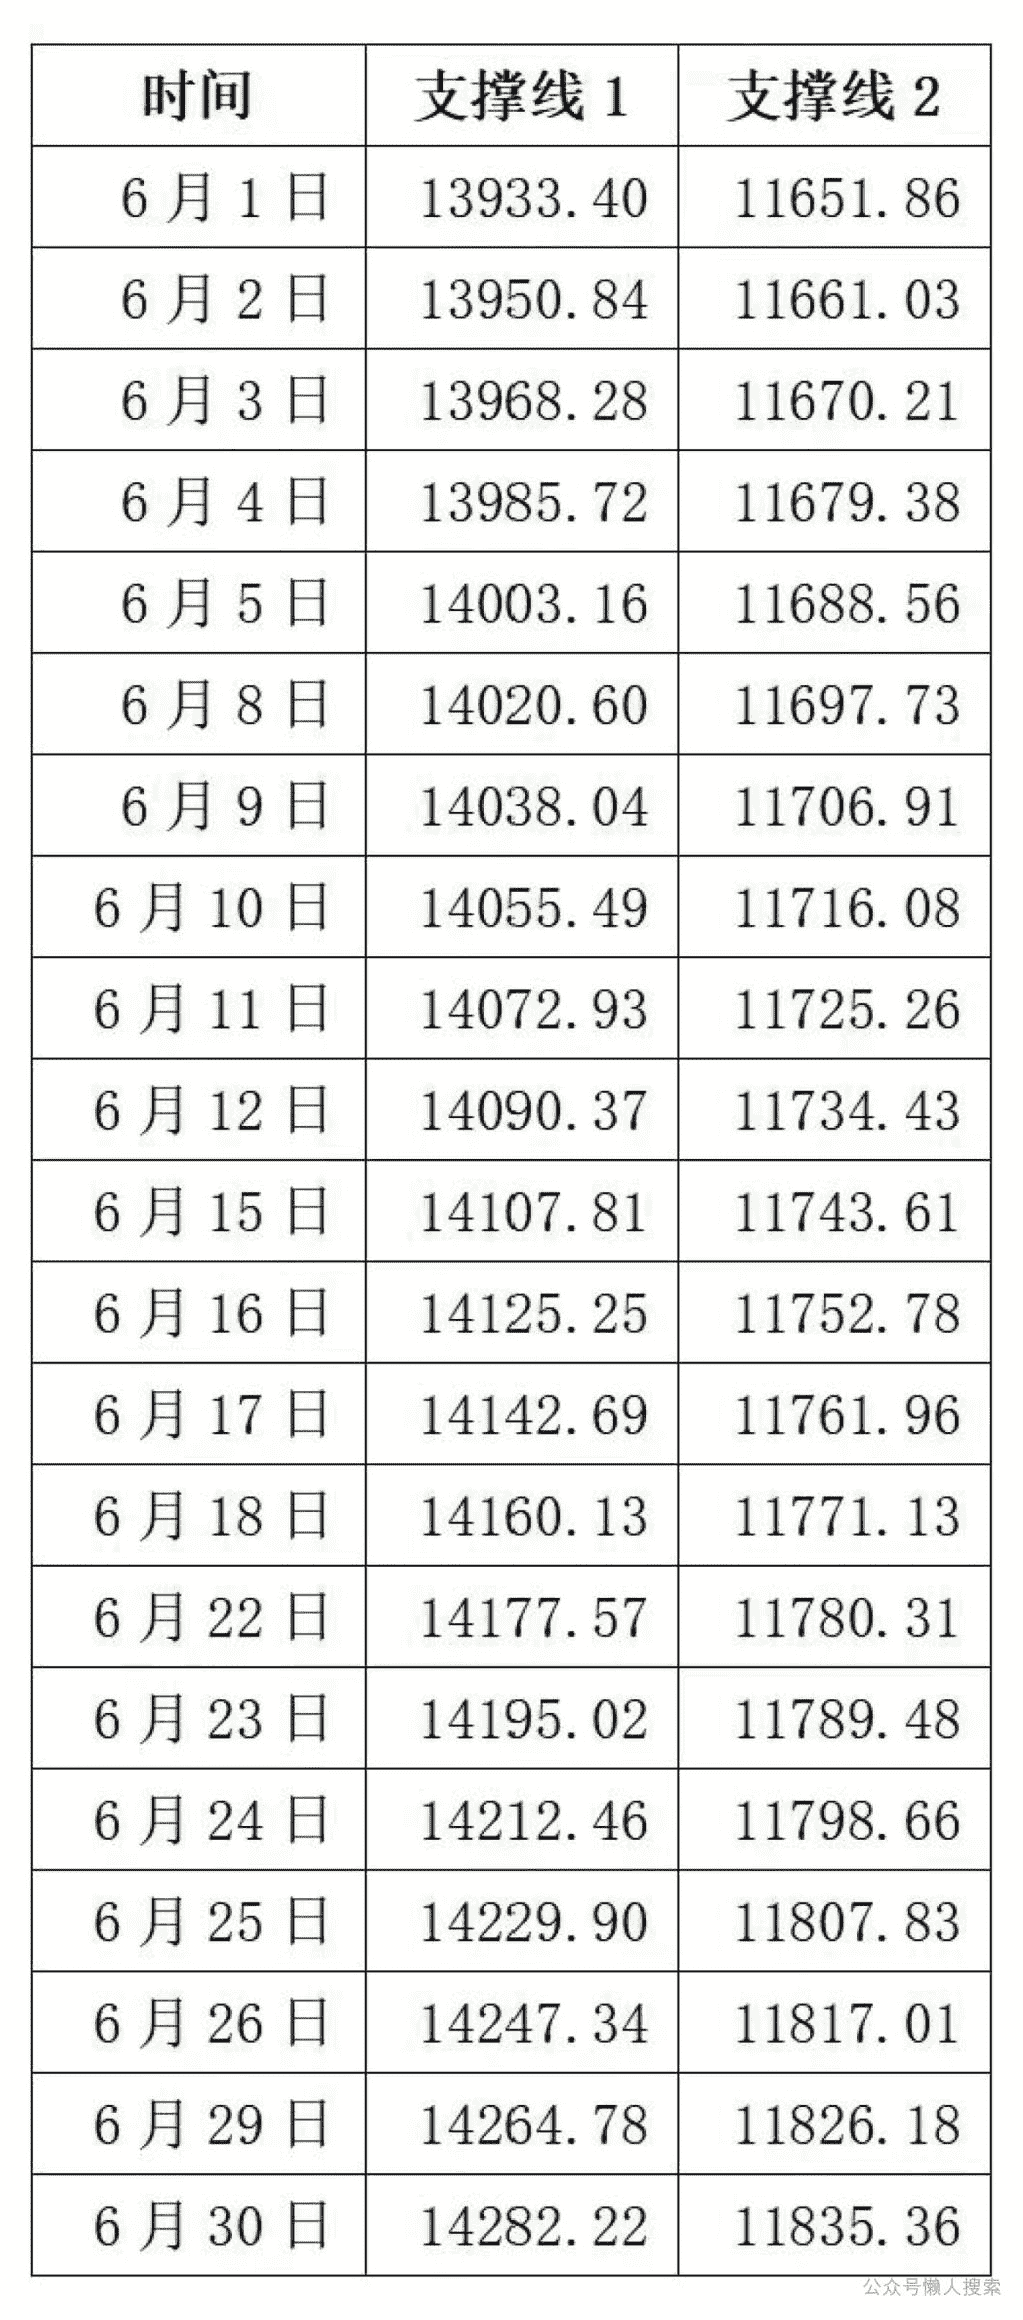 时间 支撑线 1 支撑线 2
6 月 1 日 13933.40 11651.86
6 月 2 日 13950.84 11661.03
6 月 3 日 13968.28 11670.21
6 月 4 日 13985.72 11679.38
6 月 5 日 14003.16 11688.56
6 月 8 日 14020.60 11697.73
6 月 9 日 14038.04 11706.91
6 月 10 日 14055.49 11716.08
6 月 11 日 14072.93 11725.26
6 月 12 日 14090.37 11734.43
6 月 15 日 14107.81 11743.61
6 月 16 日 14125.25 11752.78
6 月 17 日 14142.69 11761.96
6 月 18 日 14160.13 11771.13
6 月 22 日 14177.57 11780.31
6 月 23 日 14195.02 11789.48
6 月 24 日 14212.46 11798.66
6 月 25 日 14229.90 11807.83
6 月 26 日 14247.34 11817.01
6 月 29 日 14264.78 11826.18
6 月 30 日 14282.22 11835.36
公众号懒人搜索